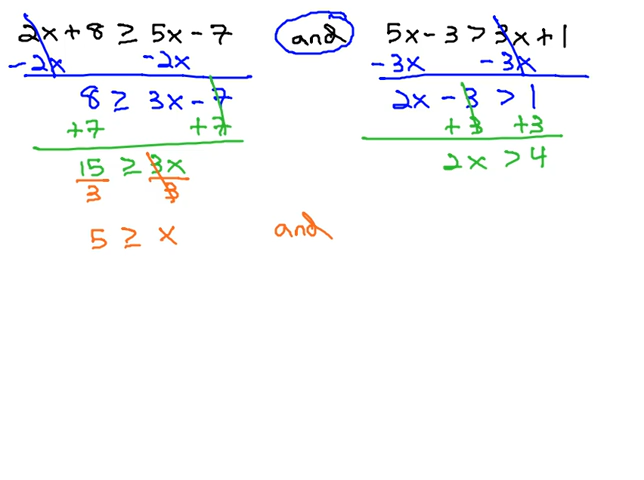 2x + 8 ≥ 5x - 7 and 5x - 3 > 3x + 1
-2x -2x -3x -3x
8 ≥ 3x - 7 2x - 3 > 1
+7 +7 +3 +3
15 ≥ 3x 2x > 4
3 3
5 ≥ x and